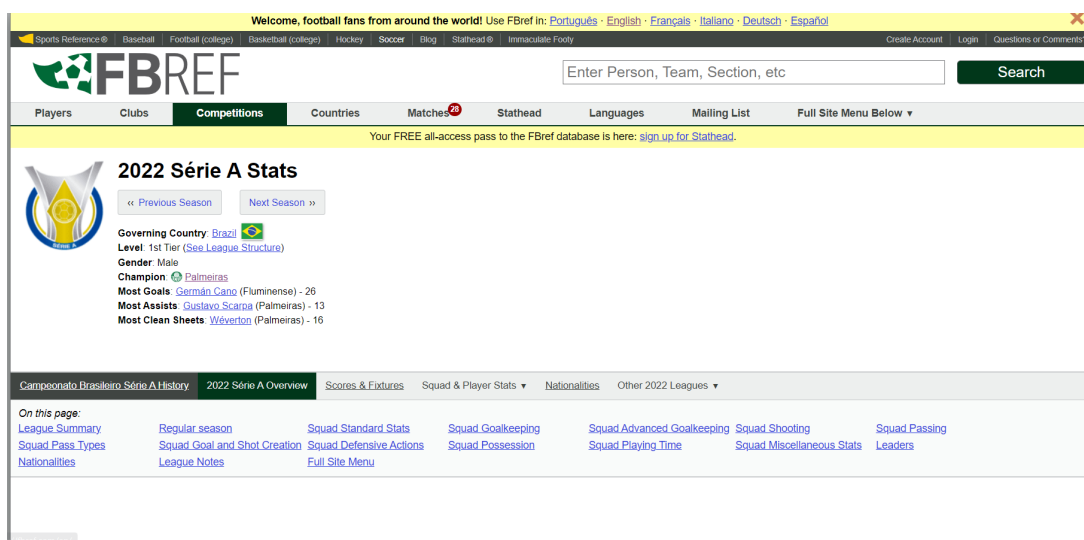 Welcome, football fans from around the world! Use FBref in: Português · English · Français · Italiano · Deutsch · Español
Sports Reference ® Baseball Football (college) Basketball (college) Hockey Soccer Blog Stathead ® Immaculate Footy Create Account Login Questions or Comments?
FBREF
Enter Person, Team, Section, etc Search
Players Clubs Competitions Countries Matches 28 Stathead Languages Mailing List Full Site Menu Below ▼
Your FREE all-access pass to the FBref database is here: sign up for Stathead.
2022 Série A Stats
« Previous Season Next Season »
SÉRIE A
Governing Country: Brazil
Level: 1st Tier (See League Structure)
Gender: Male
Champion: Palmeiras
Most Goals: Germán Cano (Fluminense) - 26
Most Assists: Gustavo Scarpa (Palmeiras) - 13
Most Clean Sheets: Wéverton (Palmeiras) - 16
Campeonato Brasileiro Série A History 2022 Série A Overview Scores & Fixtures Squad & Player Stats ▼ Nationalities Other 2022 Leagues ▼
On this page:
League Summary Regular season Squad Standard Stats Squad Goalkeeping Squad Advanced Goalkeeping Squad Shooting Squad Passing
Squad Pass Types Squad Goal and Shot Creation Squad Defensive Actions Squad Possession Squad Playing Time Squad Miscellaneous Stats Leaders
Nationalities League Notes Full Site Menu